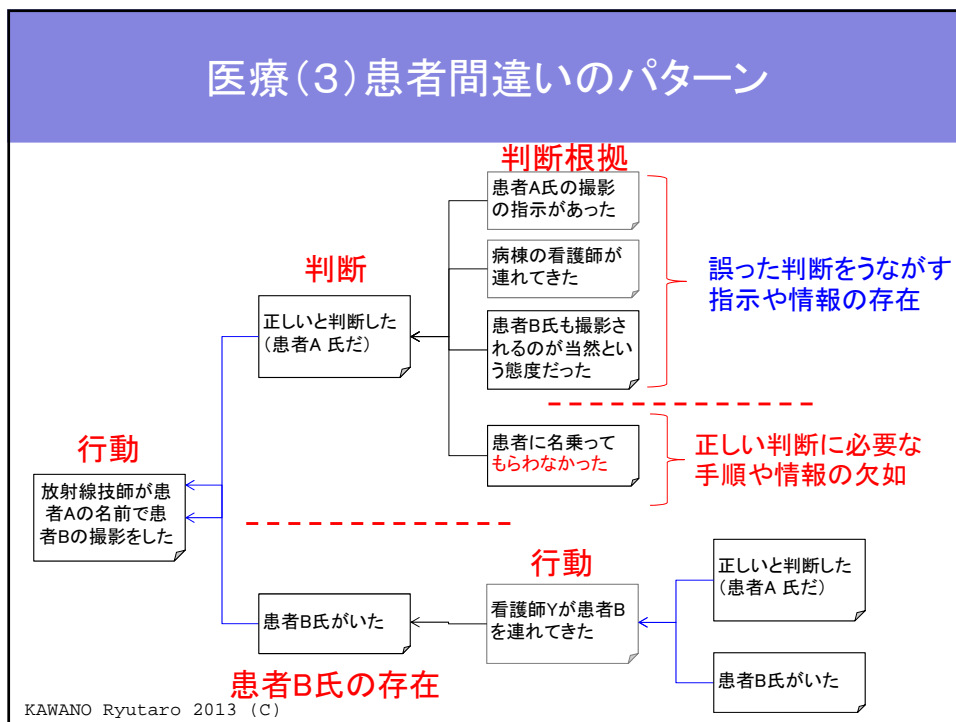 医療（３）患者間違いのパターン
判断根拠
患者A氏の撮影
の指示があった
病棟の看護師が
連れてきた
患者B氏も撮影さ
れるのが当然とい
う態度だった
誤った判断をうながす
指示や情報の存在
判断
正しいと判断した
（患者A 氏だ）
患者に名乗って
もらわなかった
正しい判断に必要な
手順や情報の欠如
行動
放射線技師が患
者Aの名前で患
者Bの撮影をした
患者B氏がいた
患者B氏の存在
行動
看護師Yが患者B
を連れてきた
正しいと判断した
（患者A 氏だ）
患者B氏がいた
KAWANO Ryutaro 2013 (C)